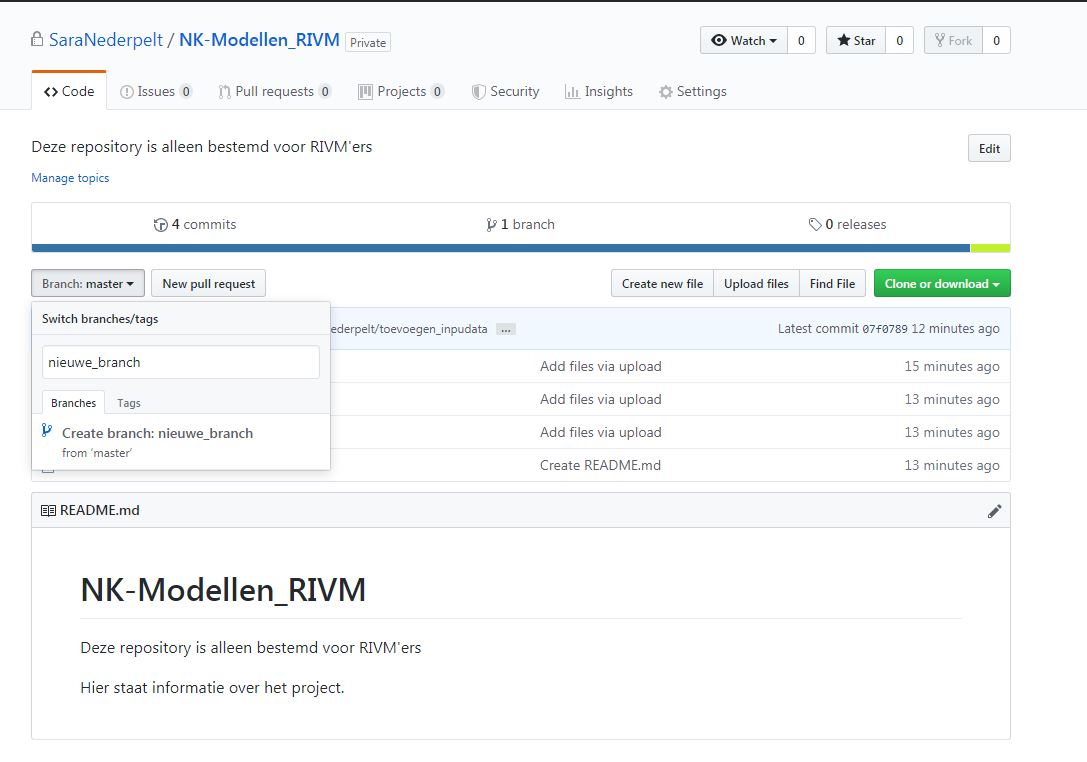 SaraNederpelt / NK-Modellen_RIVM Private
Watch 0 Star 0 Fork 0
Code Issues 0 Pull requests 0 Projects 0 Security Insights Settings
Deze repository is alleen bestemd voor RIVM'ers Edit
Manage topics
4 commits 1 branch 0 releases
Branch: master New pull request Create new file Upload files Find File Clone or download
Switch branches/tags
ederpelt/toevoegen_inpudata ... Latest commit 07f0789 12 minutes ago
nieuwe_branch
Add files via upload 15 minutes ago
Branches Tags
Add files via upload 13 minutes ago
Create branch: nieuwe_branch
Add files via upload 13 minutes ago
from 'master'
Create README.md 13 minutes ago
README.md
NK-Modellen_RIVM
Deze repository is alleen bestemd voor RIVM'ers
Hier staat informatie over het project.